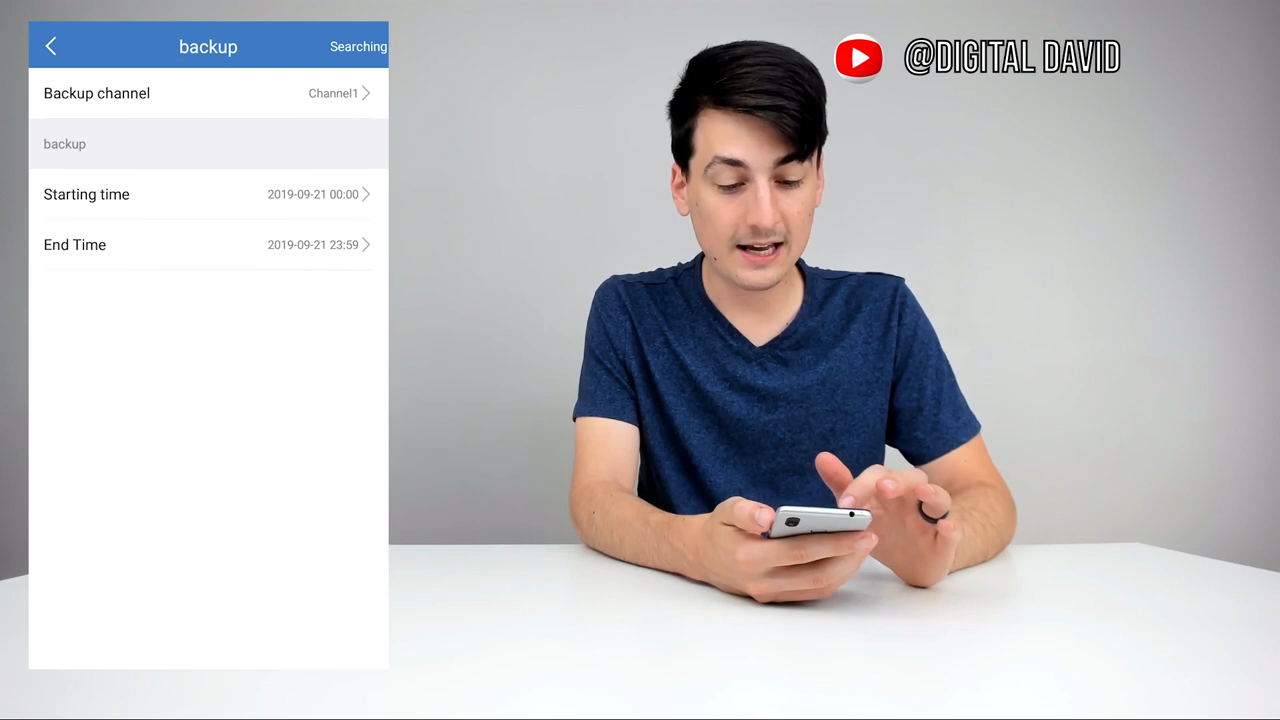 backup
Searching
Backup channel
Channel1
backup
Starting time
2019-09-21 00:00
End Time
2019-09-21 23:59
@DIGITAL DAVID